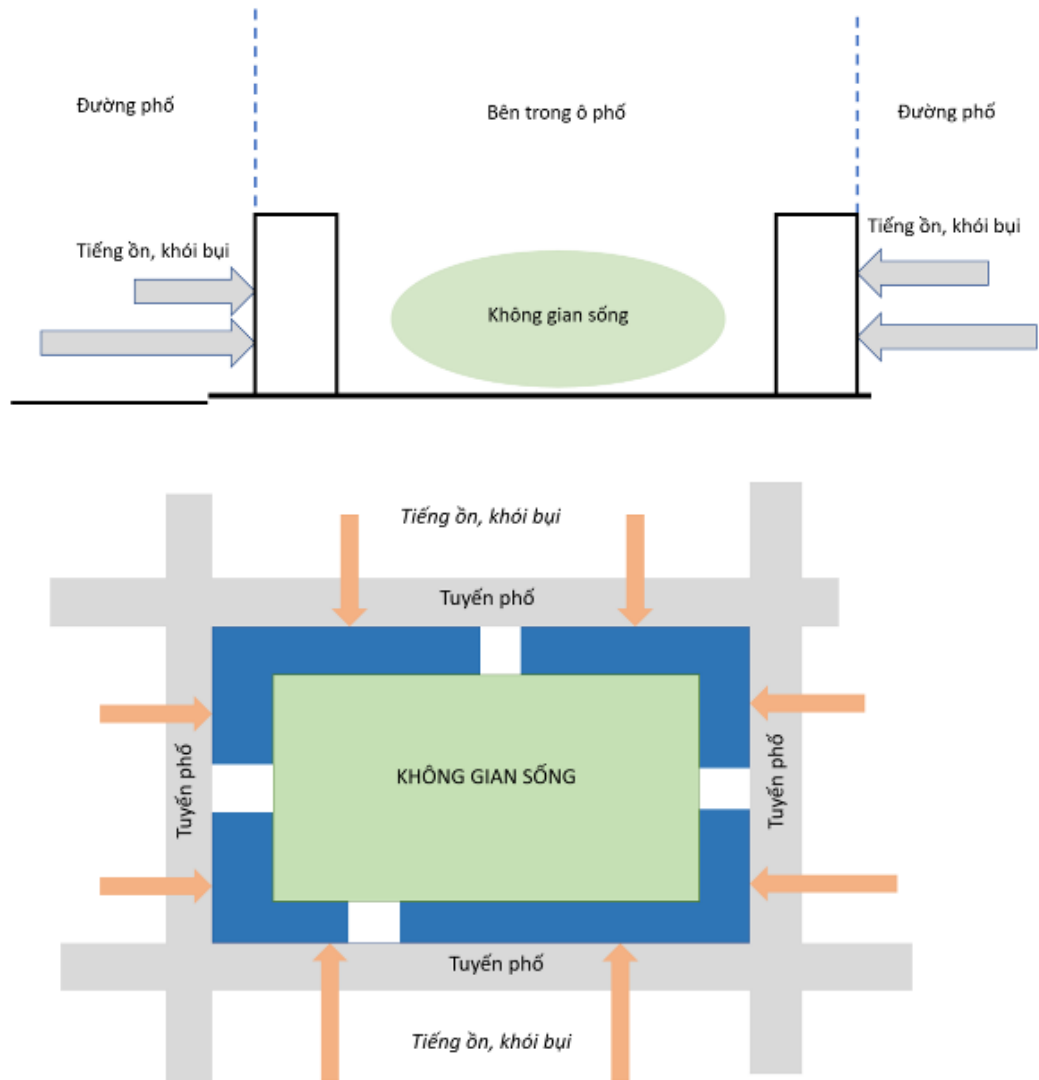 Đường phố
Bên trong ô phố
Đường phố
Tiếng ồn, khói bụi
Tiếng ồn, khói bụi
Không gian sống
Tiếng ồn, khói bụi
Tuyến phố
Tuyến phố
KHÔNG GIAN SỐNG
Tuyến phố
Tuyến phố
Tiếng ồn, khói bụi